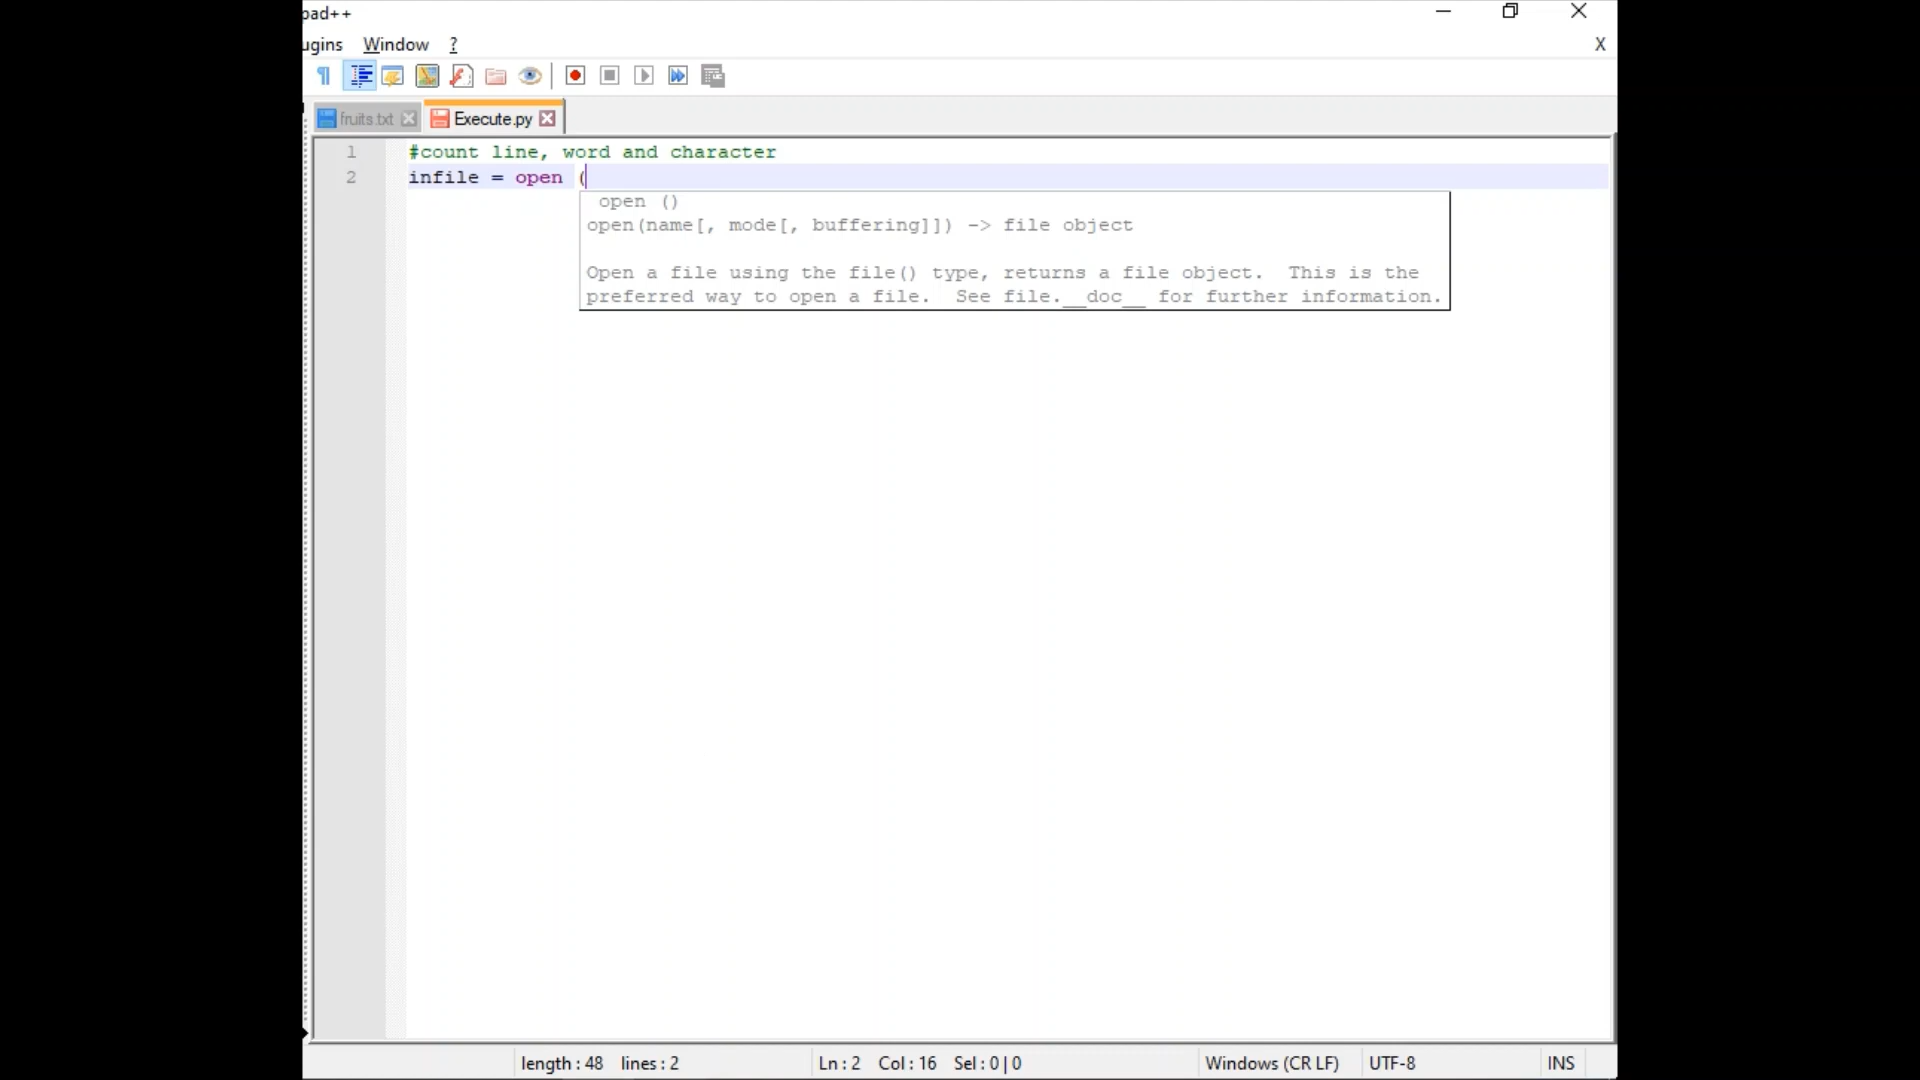 pad++
ugins Window ?
X
fruits.txt Execute.py
1 #count line, word and character
2 infile = open (
open ()
open(name[, mode[, buffering]]) -> file object
Open a file using the file() type, returns a file object. This is the
preferred way to open a file. See file.__doc__ for further information.
length : 48 lines : 2 Ln : 2 Col : 16 Sel : 0 | 0 Windows (CR LF) UTF-8 INS